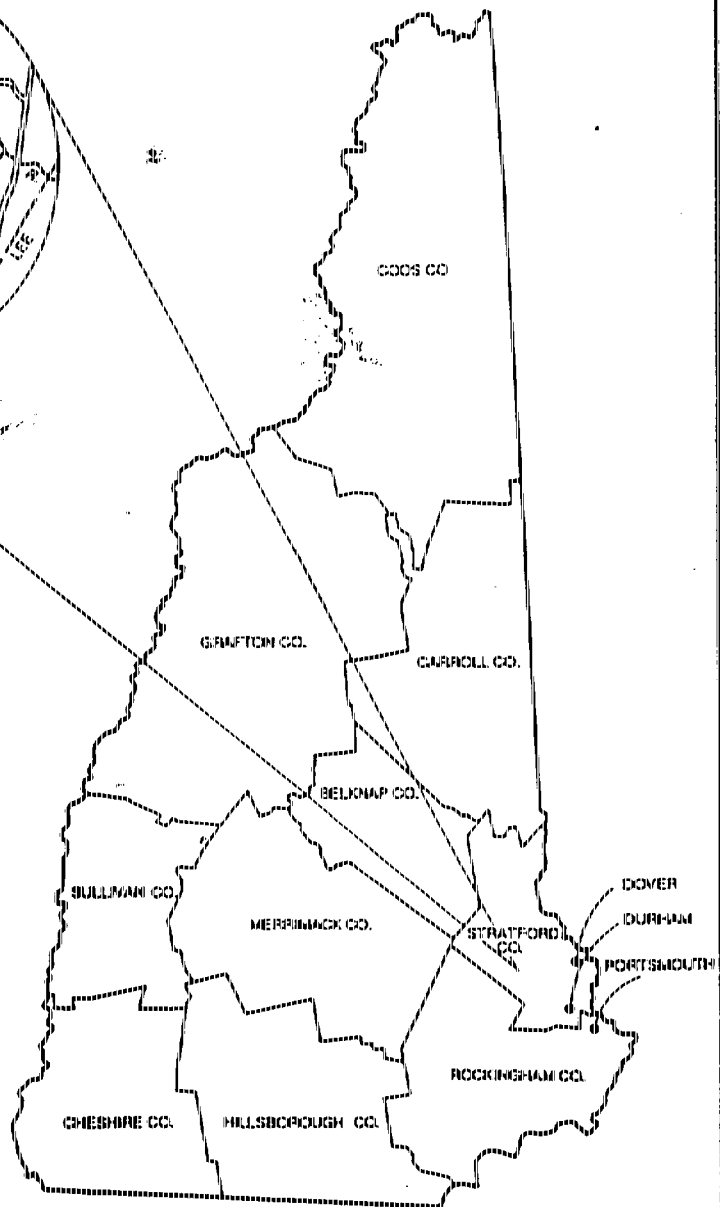 LEE
COOS CO
GRAFTON CO.
CARROLL CO.
BELKNAP CO.
SULLIVAN CO.
MERRIMACK CO.
STRATFORD
CO.
DOVER
DURHAM
PORTSMOUTH
ROCKINGHAM CO.
CHESHIRE CO.
HILLSBOROUGH CO.